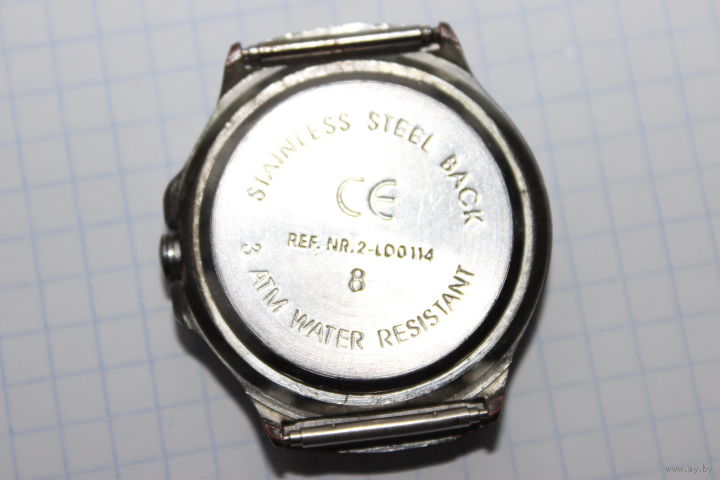 STAINLESS STEEL BACK
CE
REF. NR. 2-LD0114
8
3 ATM WATER RESISTANT
www.ay.by